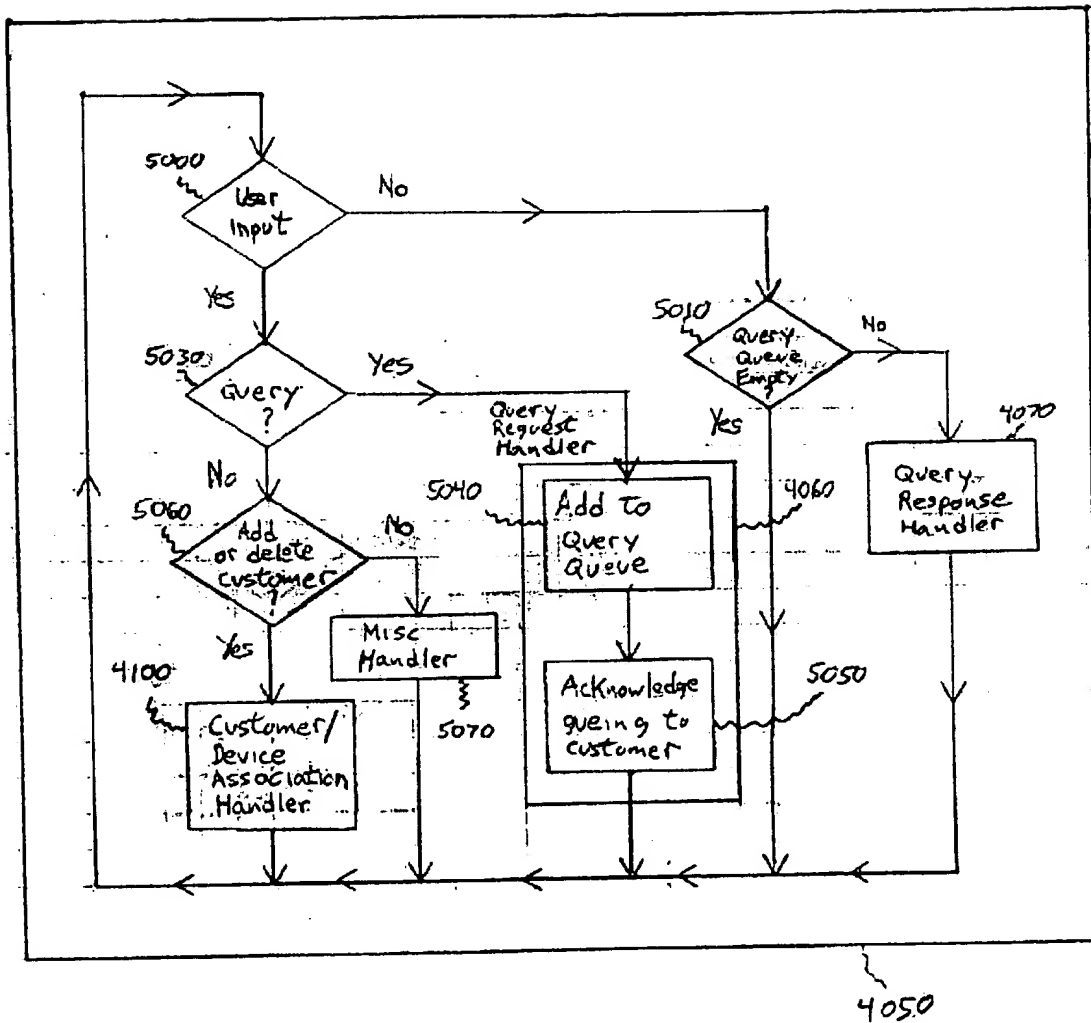 5000
User
Input
No
Yes
5010
Query
Queue
Empty
?
No
Yes
5030
Query
?
Yes
No
Query
Request
Handler
4070
Query
Response
Handler
5040
Add to
Query
Queue
4060
5060
Add
or delete
customer
?
No
Yes
Misc
Handler
5070
4100
Customer/
Device
Association
Handler
Acknowledge
queing to
customer
5050
4050